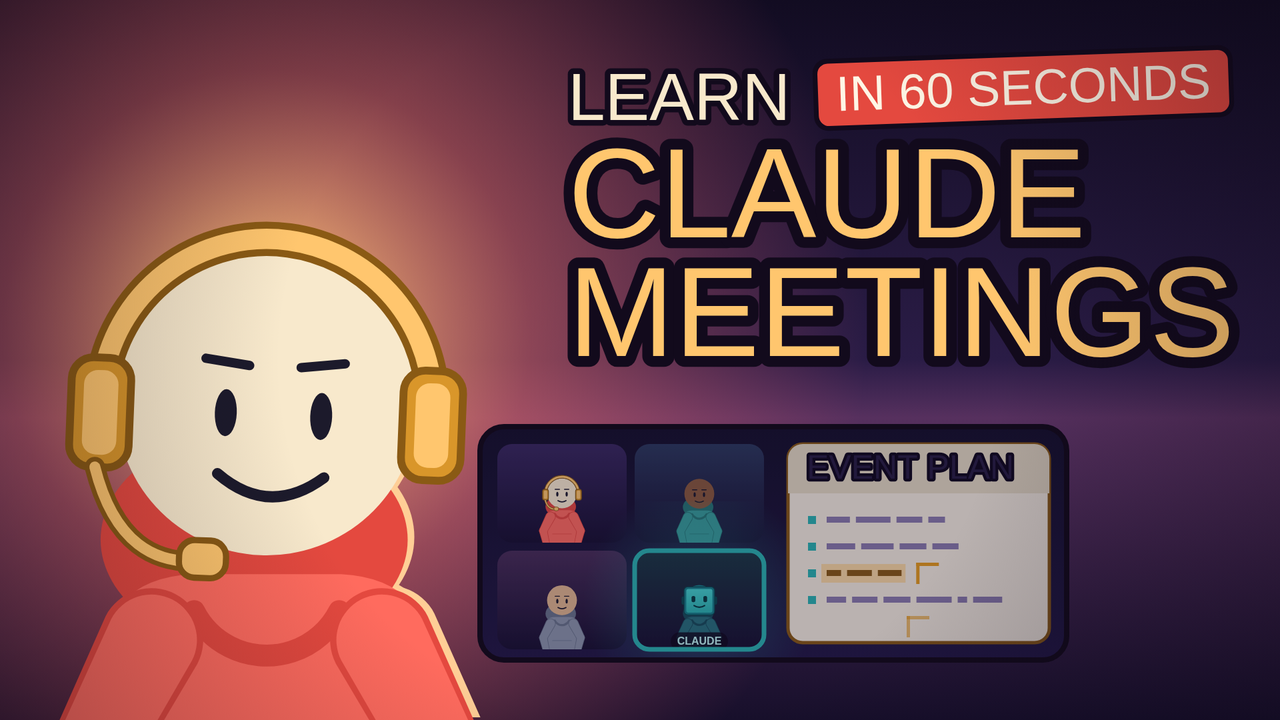 LEARN IN 60 SECONDS
CLAUDE
MEETINGS
EVENT PLAN
CLAUDE